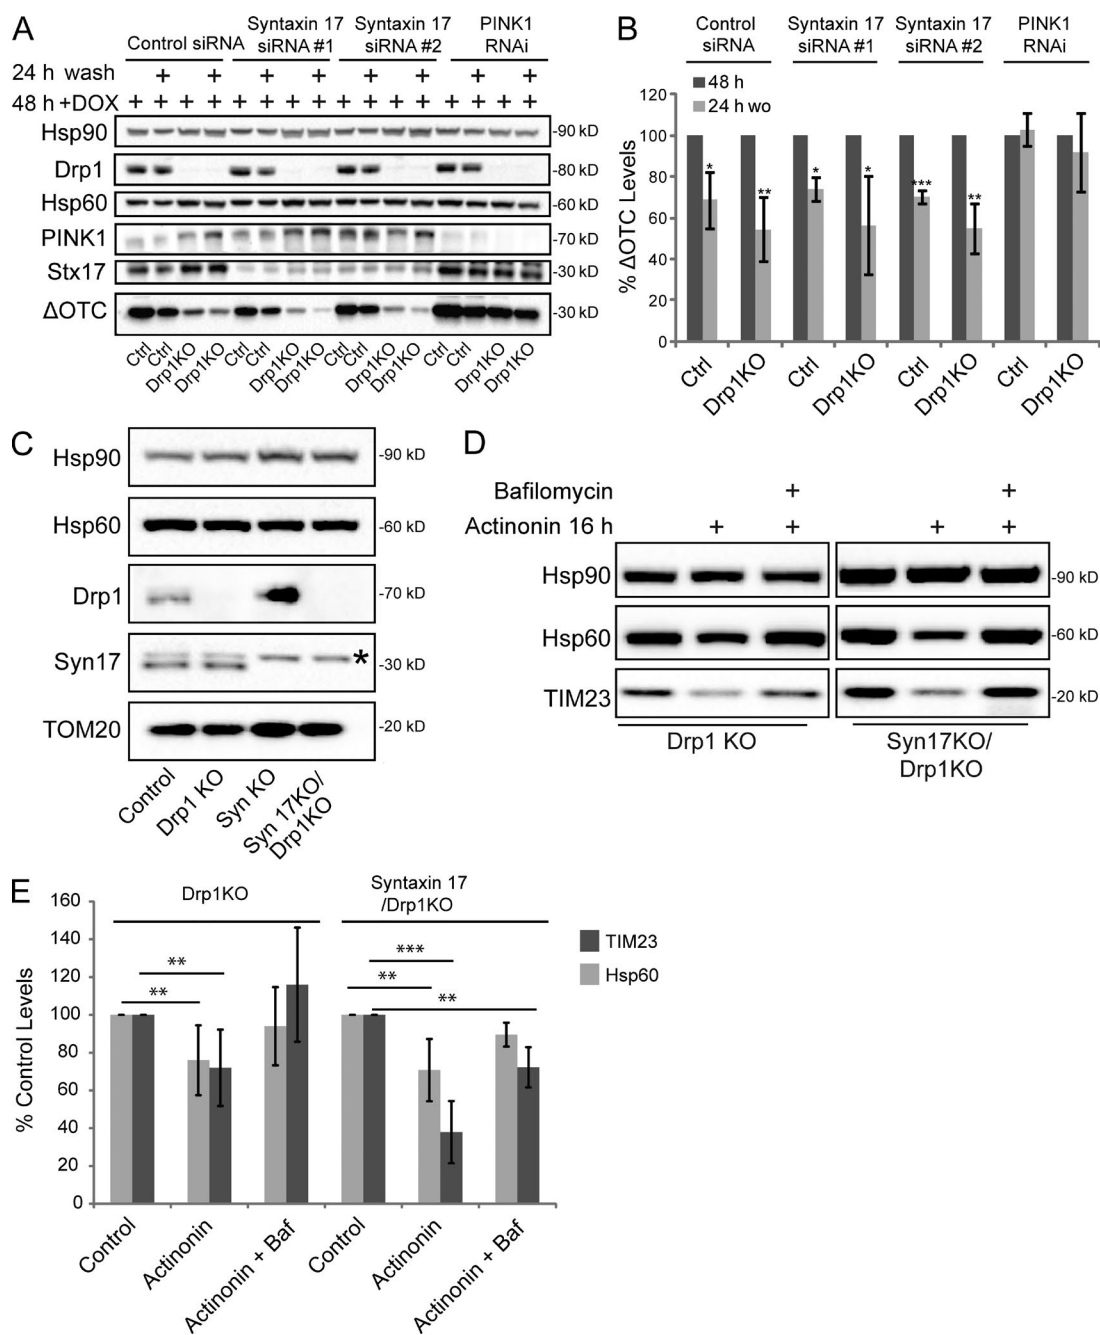 A
Control siRNA
Syntaxin 17
siRNA #1
Syntaxin 17
siRNA #2
PINK1
RNAi
24 h wash + + + + + + + +
48 h +DOX + + + + + + + + + + + + + + + +
Hsp90 -90 kD
Drp1 -80 kD
Hsp60 -60 kD
PINK1 -70 kD
Stx17 -30 kD
ΔOTC -30 kD
Ctrl Ctrl Drp1KO Drp1KO Ctrl Ctrl Drp1KO Drp1KO Ctrl Ctrl Drp1KO Drp1KO Ctrl Ctrl Drp1KO Drp1KO
B
Control
siRNA
Syntaxin 17
siRNA #1
Syntaxin 17
siRNA #2
PINK1
RNAi
48 h
24 h wo
% ΔOTC Levels
120
100
80
60
40
20
0
* ** * * *** **
Ctrl Drp1KO Ctrl Drp1KO Ctrl Drp1KO Ctrl Drp1KO
C
Hsp90 -90 kD
Hsp60 -60 kD
Drp1 -70 kD
Syn17 * -30 kD
TOM20 -20 kD
Control
Drp1 KO
Syn KO
Syn 17KO/
Drp1KO
D
Bafilomycin + +
Actinonin 16 h + + + +
Hsp90 -90 kD
Hsp60 -60 kD
TIM23 -20 kD
Drp1 KO
Syn17KO/
Drp1KO
E
Drp1KO
Syntaxin 17
/Drp1KO
TIM23
Hsp60
% Control Levels
160
140
120
100
80
60
40
20
0
**
**
***
**
**
Control
Actinonin
Actinonin + Baf
Control
Actinonin
Actinonin + Baf